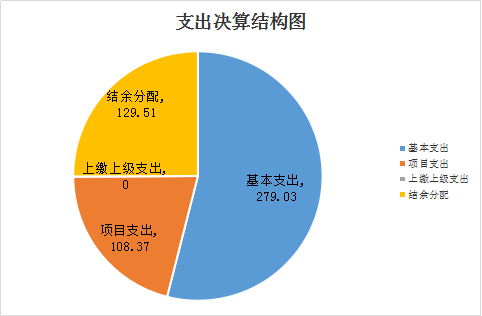 支出决算结构图
结余分配,
129.51
上缴上级支出,
0
基本支出,
279.03
项目支出,
108.37
基本支出
项目支出
上缴上级支出
结余分配